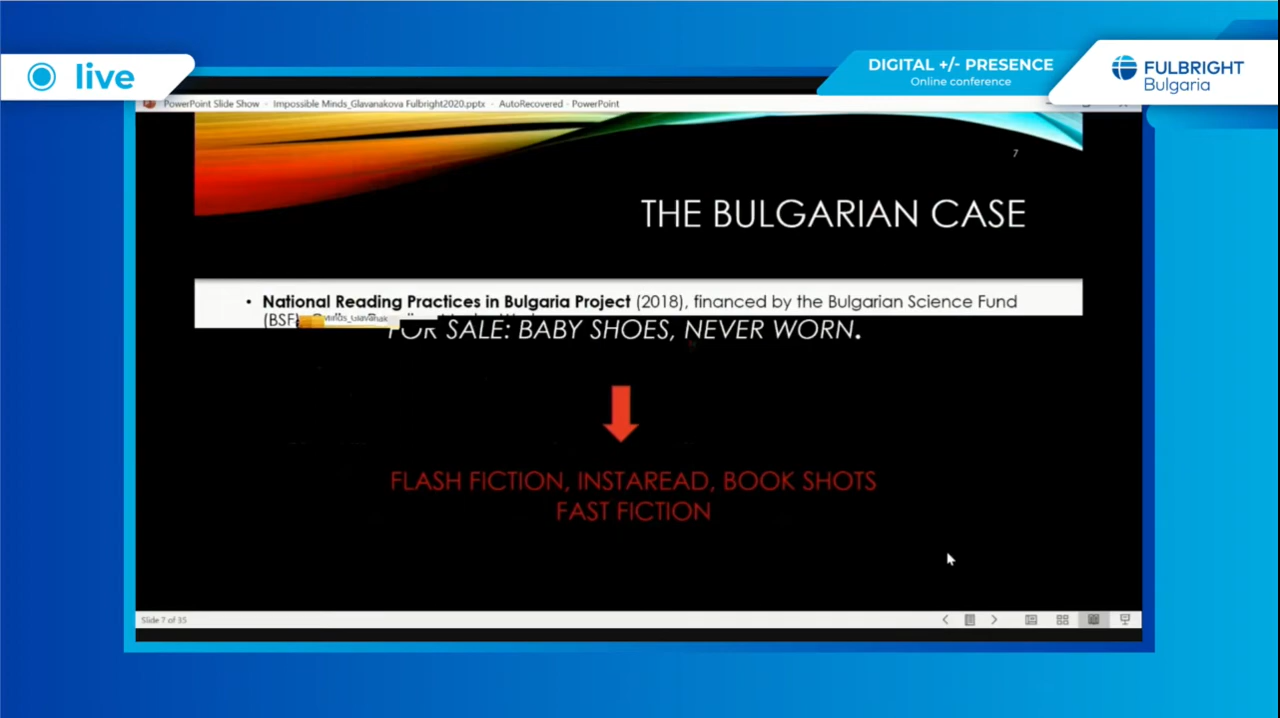 live
DIGITAL +/- PRESENCE
Online conference
FULBRIGHT
Bulgaria
PowerPoint Slide Show - Impossible Minds_Glavanakova Fulbright2020.pptx - AutoRecovered - PowerPoint
7
THE BULGARIAN CASE
• National Reading Practices in Bulgaria Project (2018), financed by the Bulgarian Science Fund
(BSF)
FOR SALE: BABY SHOES, NEVER WORN.
FLASH FICTION, INSTAREAD, BOOK SHOTS
FAST FICTION
Slide 7 of 35